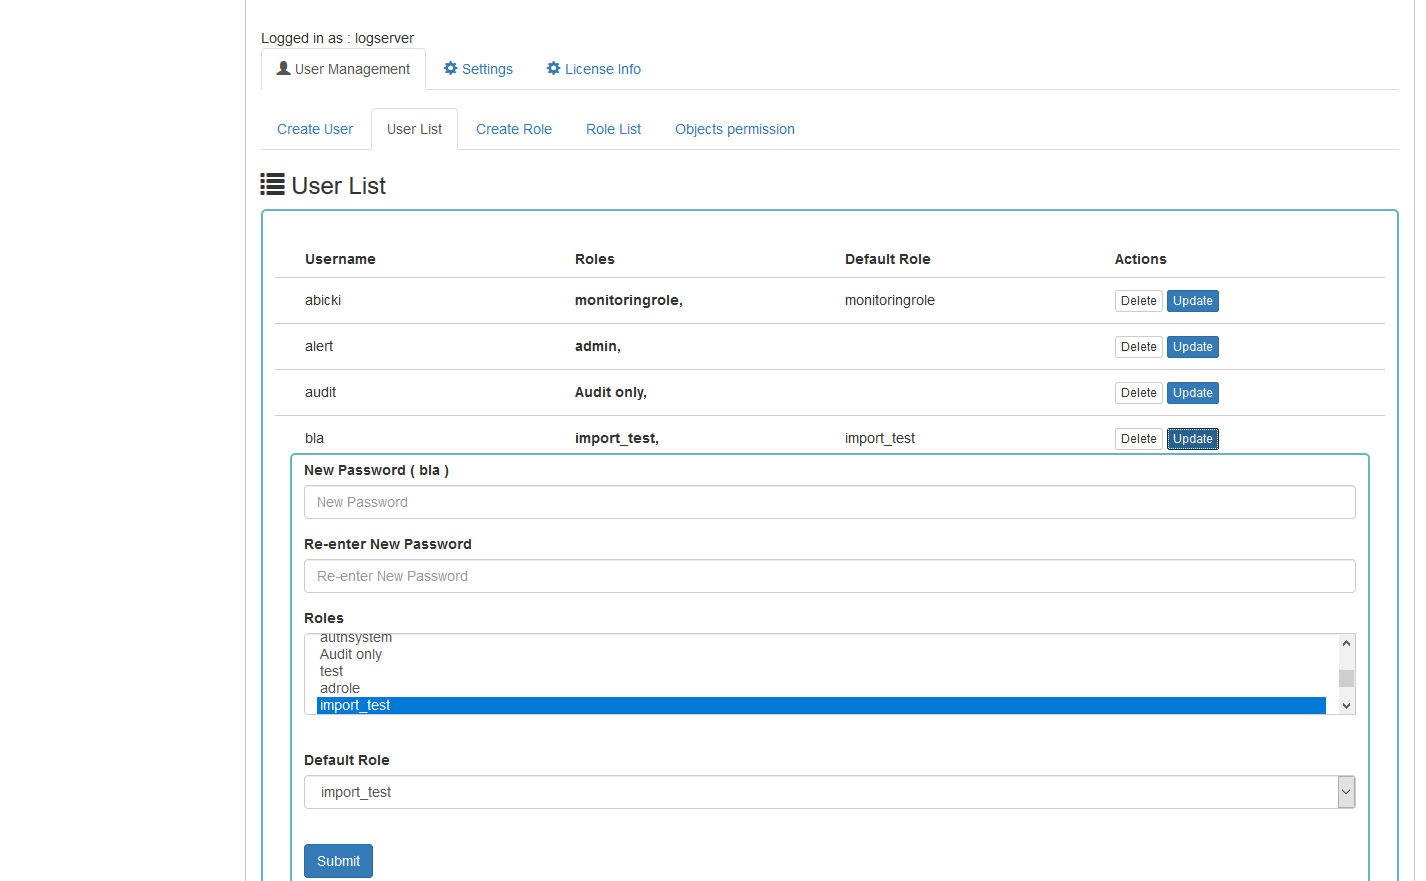 Logged in as : logserver
User Management Settings License Info
Create User User List Create Role Role List Objects permission
User List
Username Roles Default Role Actions
abicki monitoringrole, monitoringrole Delete Update
alert admin, Delete Update
audit Audit only, Delete Update
bla import_test, import_test Delete Update
New Password ( bla )
New Password
Re-enter New Password
Re-enter New Password
Roles
authsystem
Audit only
test
adrole
import_test
Default Role
import_test
Submit